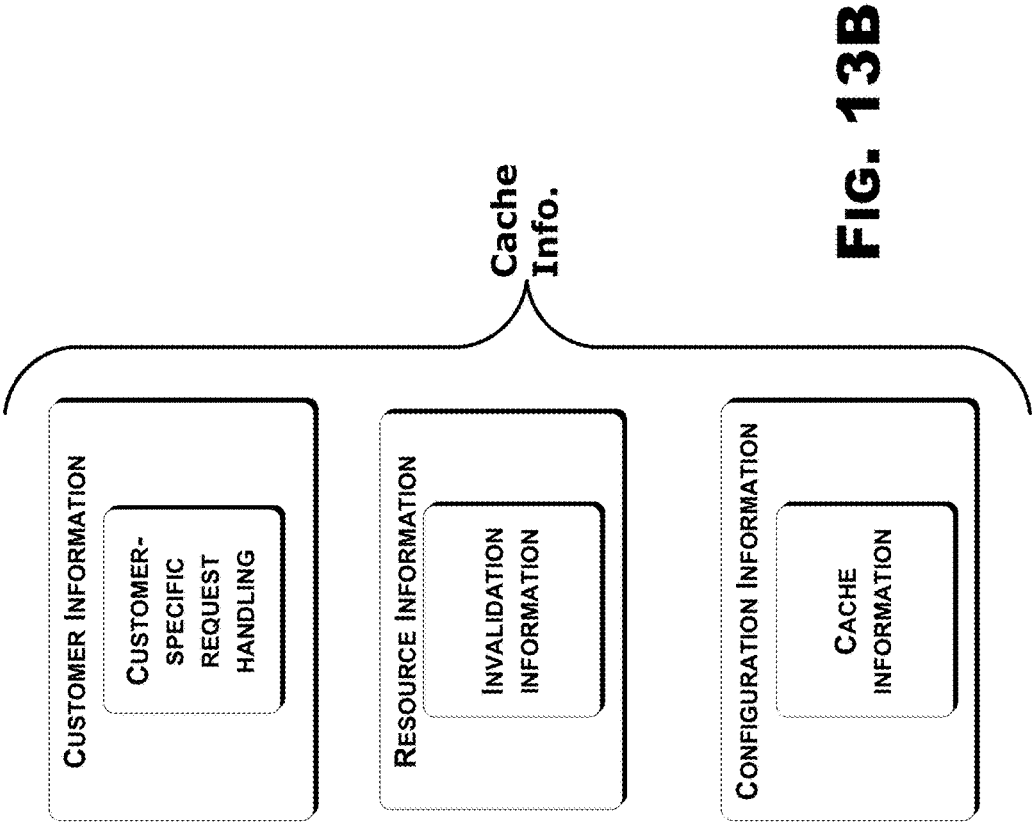 CUSTOMER INFORMATION
CUSTOMER-
SPECIFIC
REQUEST
HANDLING
RESOURCE INFORMATION
INVALIDATION
INFORMATION
CONFIGURATION INFORMATION
CACHE
INFORMATION
Cache
Info.
FIG. 13B